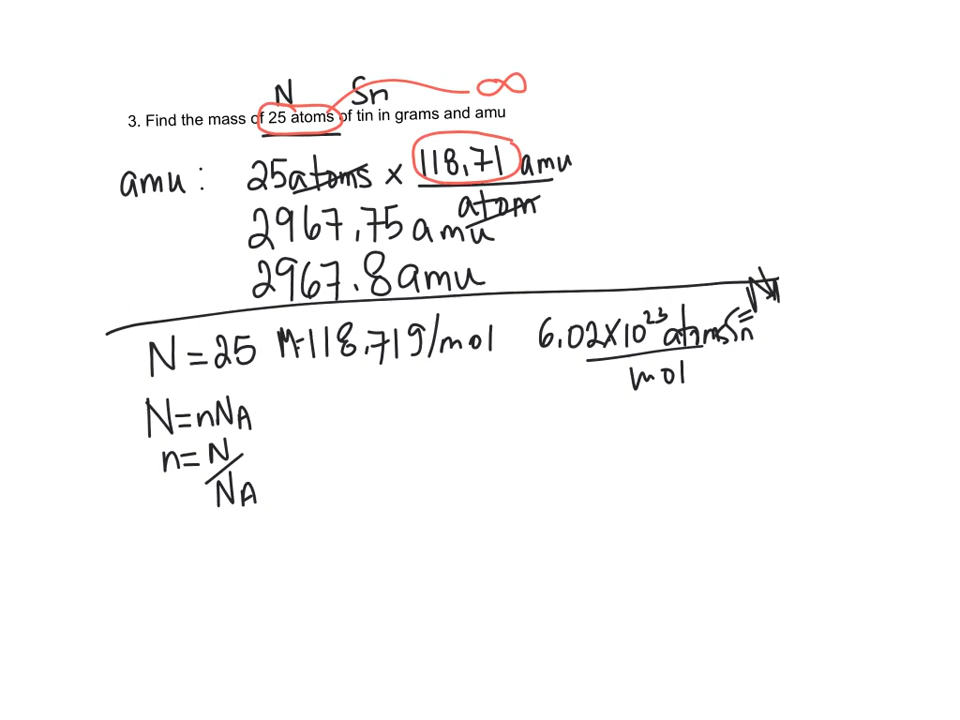 N Sn ∞
3. Find the mass of 25 atoms of tin in grams and amu
amu : 25 atoms x 118.71 amu
atom
2967.75 amu
2967.8 amu
N = 25 M=118.71 g/mol 6.02 x 10^23 atoms Sn =
mol
N=nNA
n= N
/
NA